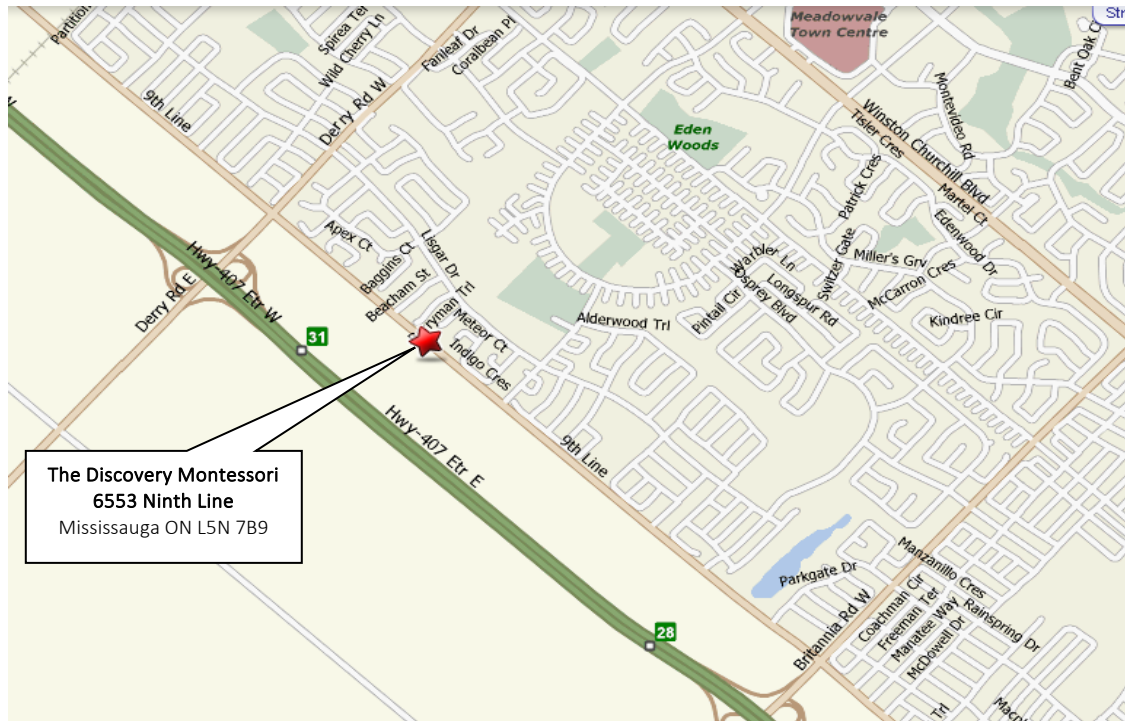 Str
Meadowvale
Town Centre
Bent Oak C
Partition
Spirea Ter
Wild Cherry Ln
Fanleaf Dr
Coralbean Pl
9th Line
Derry Rd W
Montevideo Rd
Winston Churchill Blvd
Tisler Cres
Eden
Woods
Patrick Cres
Martel Ct
Edenwood Dr
Apex Ct
Baggins Ct
Lisgar Dr
Beacham St
Hwy-407 Etr W
Derry Rd E
Warbler Ln
Switzer Gate
Miller's Grv
McCarron Cres
Longspur Rd
Osprey Blvd
Pintail Cir
Kindree Cir
Alderwood Trl
ryman Trl
Meteor Ct
Indigo Cres
31
Hwy-407 Etr E
9th Line
The Discovery Montessori
6553 Ninth Line
Mississauga ON L5N 7B9
Manzanillo Cres
Parkgate Dr
Coachman Cir
Freeman Ter
Manatee Way
McDowell Dr
Rainspring Dr
Britannia Rd W
28
Trl